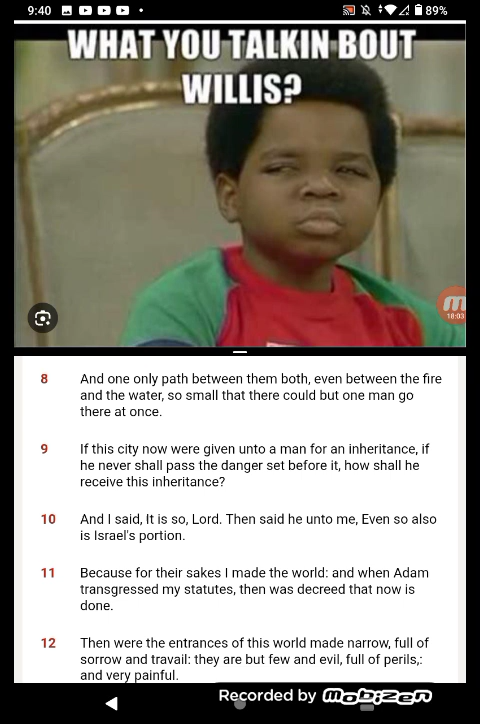 9:40
89%
WHAT YOU TALKIN BOUT
WILLIS?
18:03
8 And one only path between them both, even between the fire
and the water, so small that there could but one man go
there at once.
9 If this city now were given unto a man for an inheritance, if
he never shall pass the danger set before it, how shall he
receive this inheritance?
10 And I said, It is so, Lord. Then said he unto me, Even so also
is Israel's portion.
11 Because for their sakes I made the world: and when Adam
transgressed my statutes, then was decreed that now is
done.
12 Then were the entrances of this world made narrow, full of
sorrow and travail: they are but few and evil, full of perils,:
and very painful.
Recorded by Mobizen